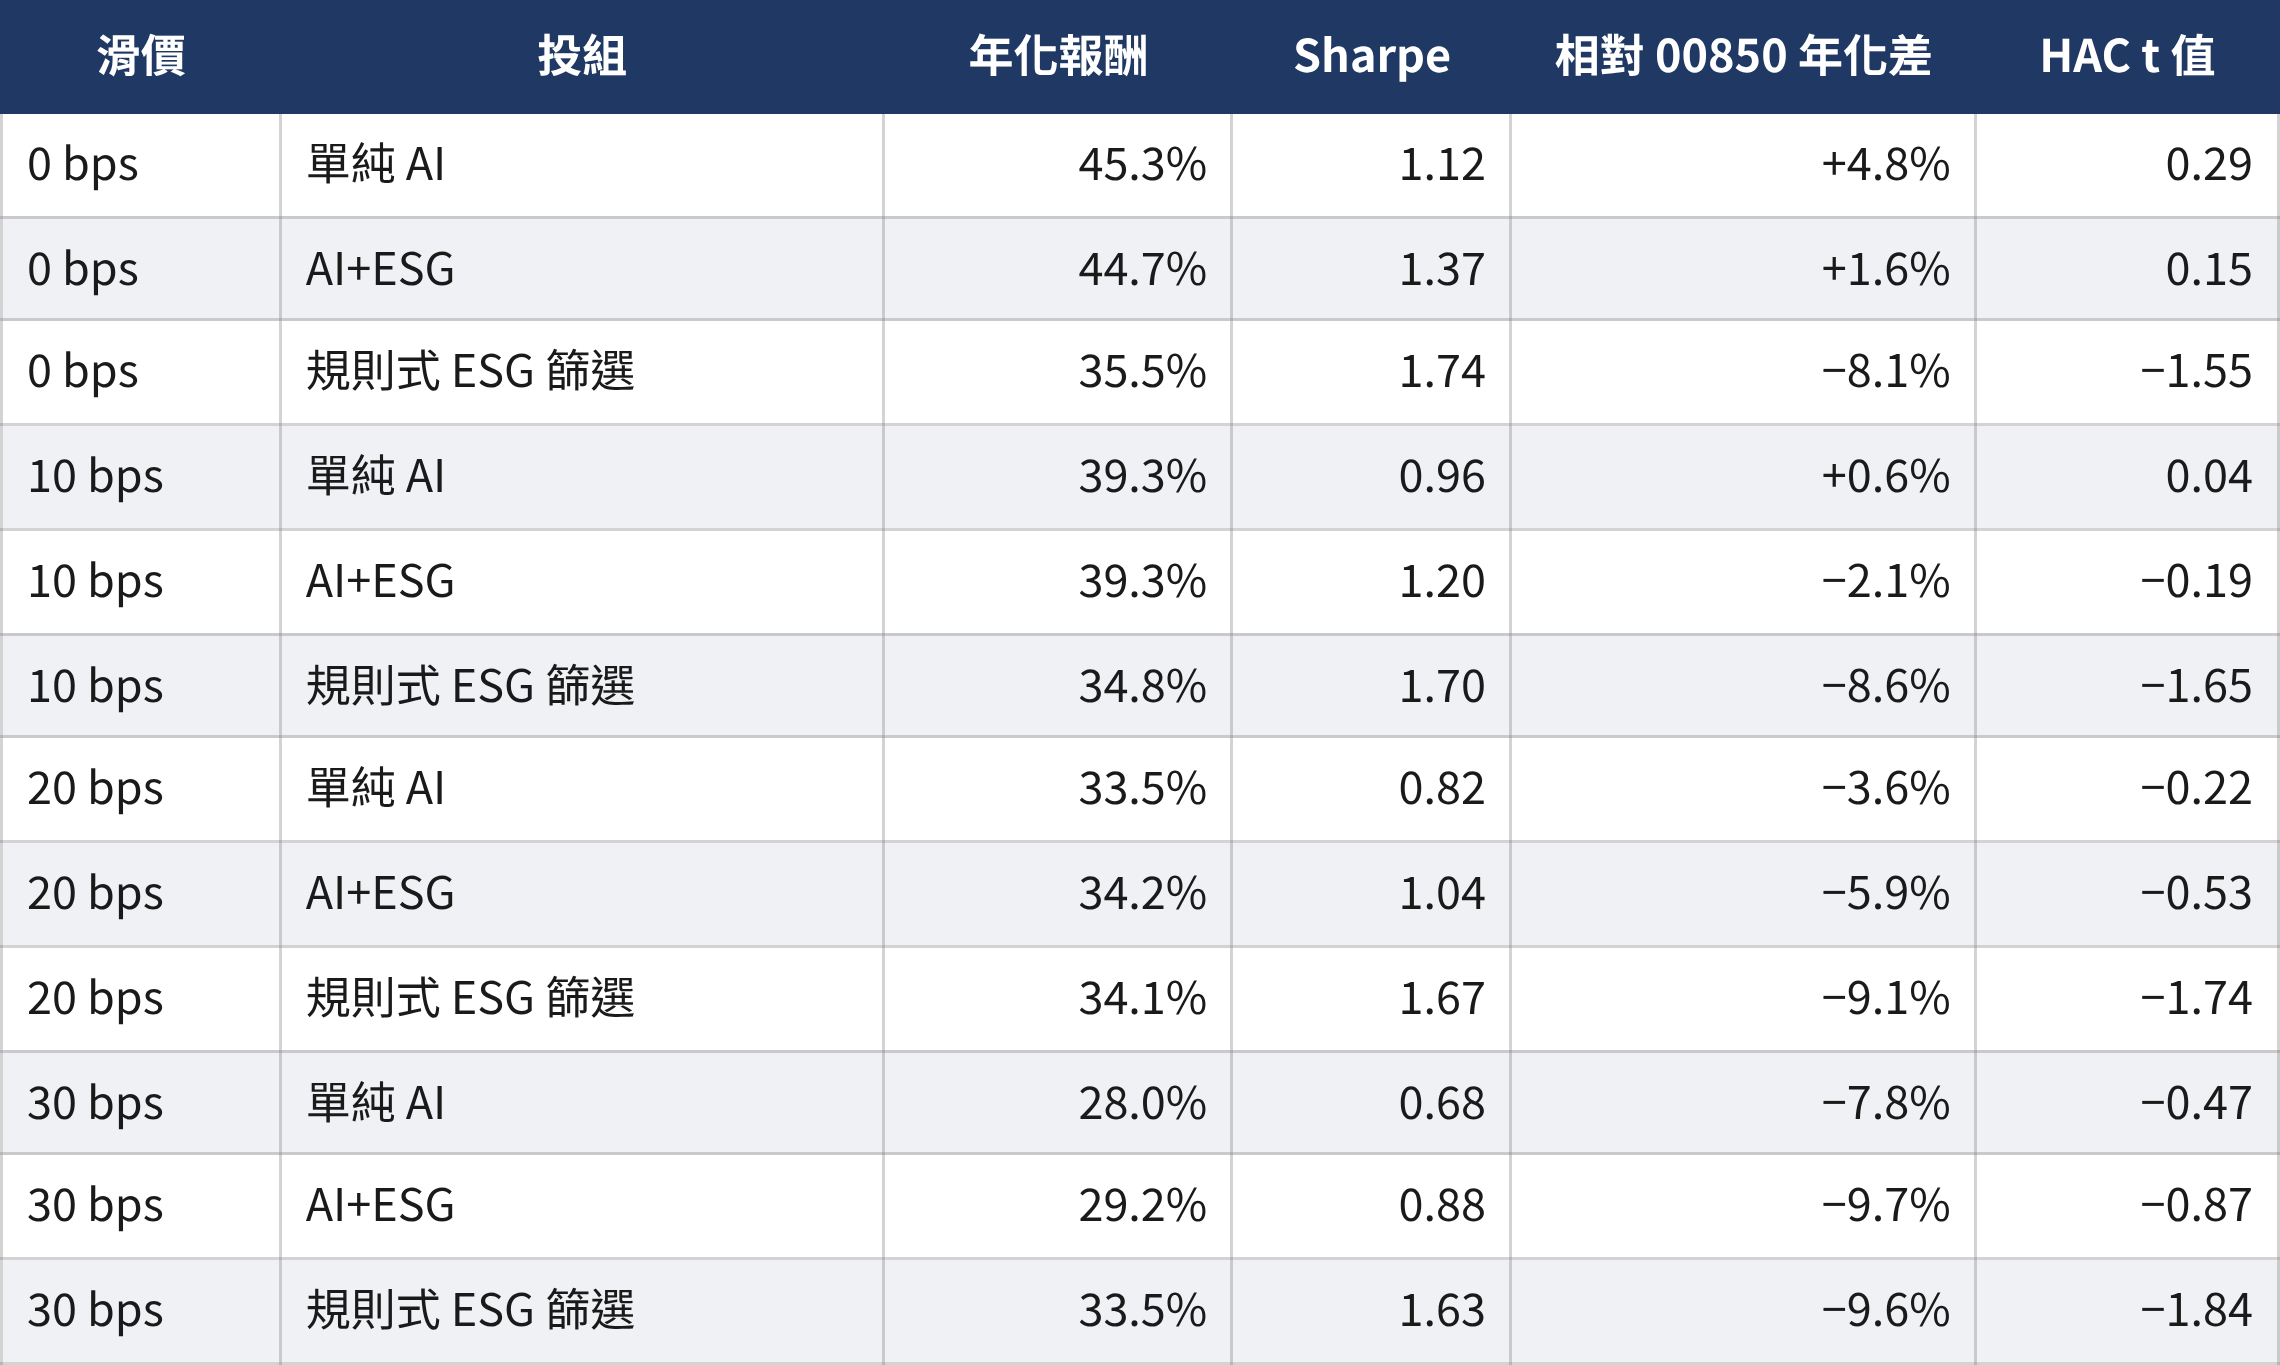 滑價 投組 年化報酬 Sharpe 相對 00850 年化差 HAC t 值
0 bps 單純 AI 45.3% 1.12 +4.8% 0.29
0 bps AI+ESG 44.7% 1.37 +1.6% 0.15
0 bps 規則式 ESG 篩選 35.5% 1.74 −8.1% −1.55
10 bps 單純 AI 39.3% 0.96 +0.6% 0.04
10 bps AI+ESG 39.3% 1.20 −2.1% −0.19
10 bps 規則式 ESG 篩選 34.8% 1.70 −8.6% −1.65
20 bps 單純 AI 33.5% 0.82 −3.6% −0.22
20 bps AI+ESG 34.2% 1.04 −5.9% −0.53
20 bps 規則式 ESG 篩選 34.1% 1.67 −9.1% −1.74
30 bps 單純 AI 28.0% 0.68 −7.8% −0.47
30 bps AI+ESG 29.2% 0.88 −9.7% −0.87
30 bps 規則式 ESG 篩選 33.5% 1.63 −9.6% −1.84